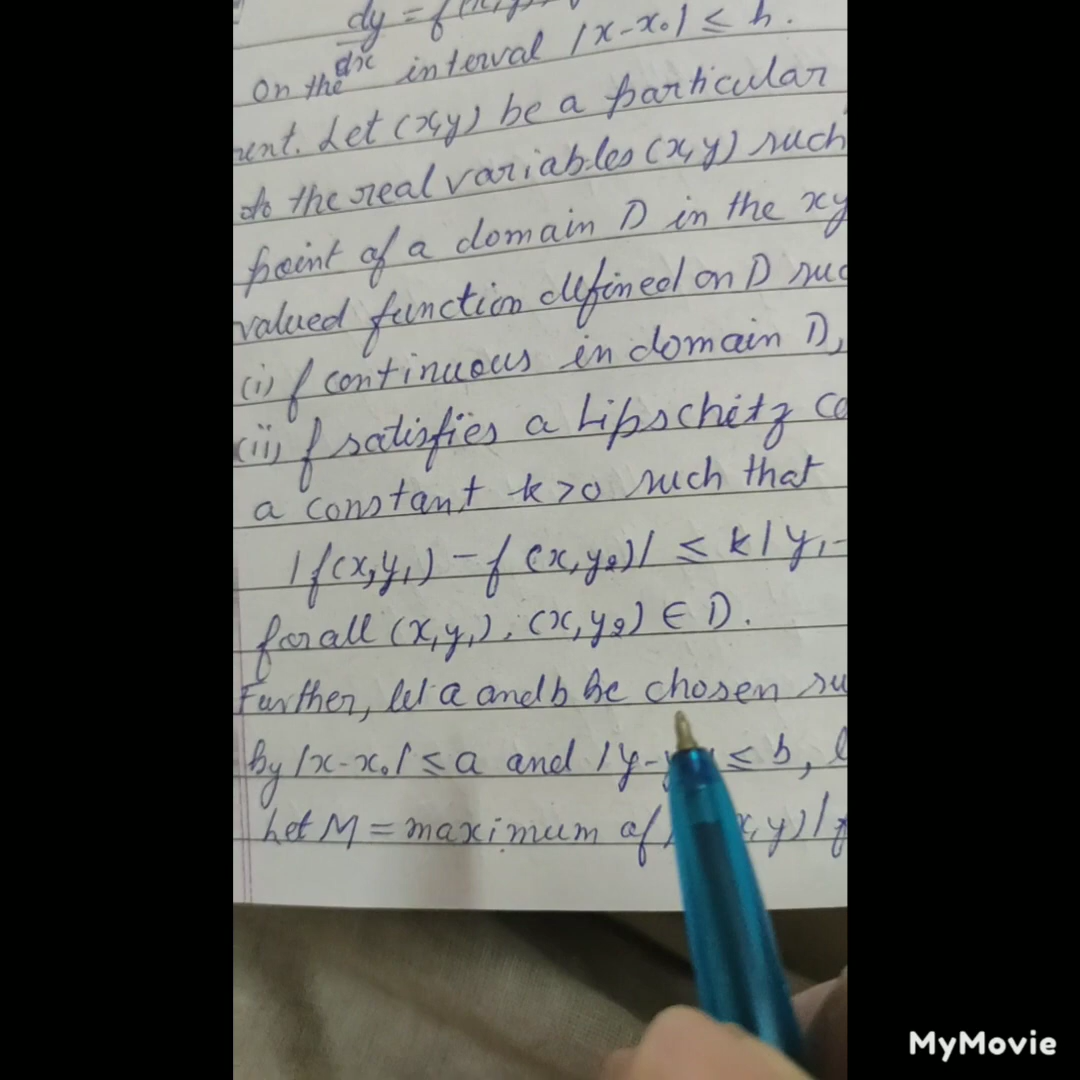 dy = f(x,y)
dx
on the interval |x-x₀| ≤ h.
Let (x,y) be a particular
to the real variables (x,y) such
point of a domain D in the xy
valued function defined on D suc
(i) f continuous in domain D,
(ii) f satisfies a Lipschitz co
a constant k>0 such that
|f(x,y₁) - f(x,y₂)| ≤ k|y₁-
for all (x,y₁), (x,y₂) ∈ D.
Further, let a and b be chosen su
by |x-x₀| ≤ a and |y- ≤ b,
Let M = maximum of x,y)|
MyMovie